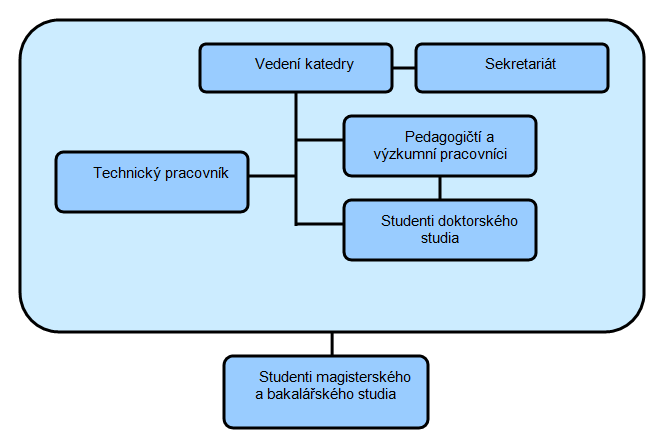 Vedení katedry
Sekretariát
Pedagogičtí a
výzkumní pracovníci
Technický pracovník
Studenti doktorského
studia
Studenti magisterského
a bakalářského studia